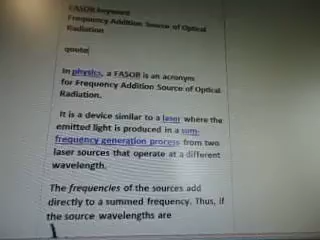 FASOR keyword
Frequency Addition Source of Optical
Radiation
qoute
In physics, a FASOR is an acronym
for Frequency Addition Source of Optical
Radiation.
It is a device similar to a laser where the
emitted light is produced in a sum-
frequency generation process from two
laser sources that operate at a different
wavelength.
The frequencies of the sources add
directly to a summed frequency. Thus, if
the source wavelengths are